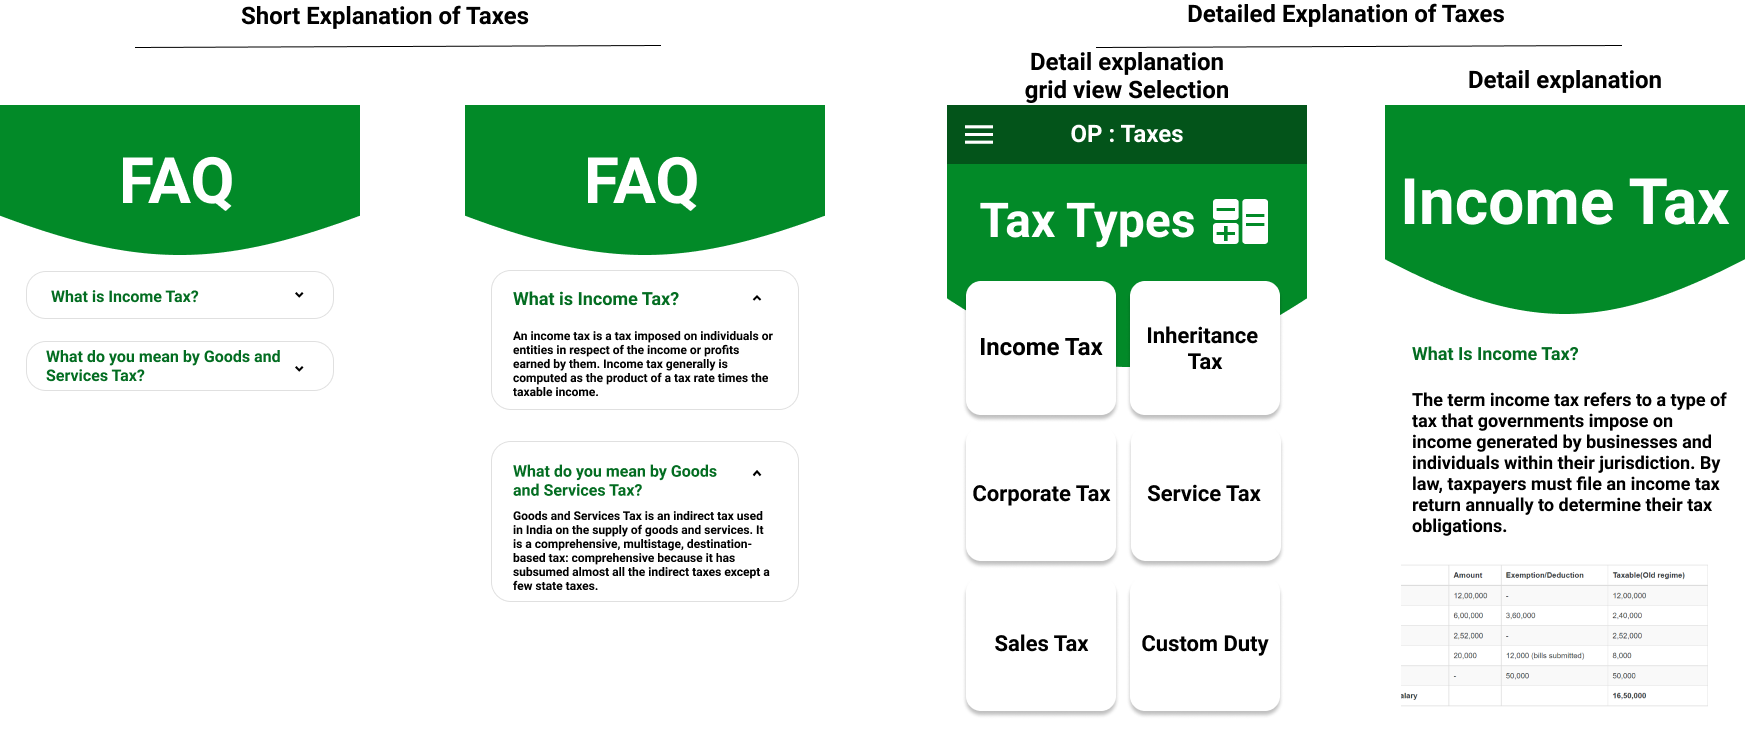 Short Explanation of Taxes
FAQ
What is Income Tax?
What do you mean by Goods and
Services Tax?
FAQ
What is Income Tax?
An income tax is a tax imposed on individuals or
entities in respect of the income or profits
earned by them. Income tax generally is
computed as the product of a tax rate times the
taxable income.
What do you mean by Goods
and Services Tax?
Goods and Services Tax is an indirect tax used
in India on the supply of goods and services. It
is a comprehensive, multistage, destination-
based tax: comprehensive because it has
subsumed almost all the indirect taxes except a
few state taxes.
Detailed Explanation of Taxes
Detail explanation
grid view Selection
OP : Taxes
Tax Types
Income Tax
Inheritance
Tax
Corporate Tax
Service Tax
Sales Tax
Custom Duty
Detail explanation
Income Tax
What Is Income Tax?
The term income tax refers to a type of
tax that governments impose on
income generated by businesses and
individuals within their jurisdiction. By
law, taxpayers must file an income tax
return annually to determine their tax
obligations.
Amount Exemption/Deduction Taxable(Old regime)
12,00,000 - 12,00,000
6,00,000 3,60,000 2,40,000
2,52,000 - 2,52,000
20,000 12,000 (bills submitted) 8,000
- 50,000 50,000
alary 16,50,000